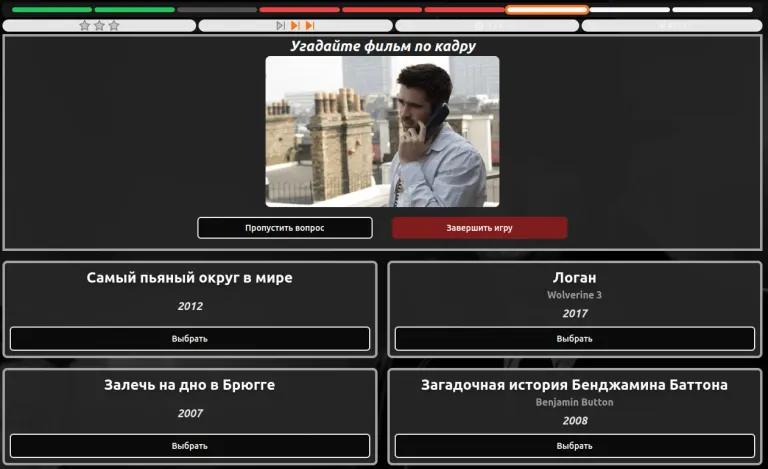 Угадайте фильм по кадру
Пропустить вопрос
Завершить игру
Самый пьяный округ в мире
2012
Выбрать
Логан
Wolverine 3
2017
Выбрать
Залечь на дно в Брюгге
2007
Выбрать
Загадочная история Бенджамина Баттона
Benjamin Button
2008
Выбрать